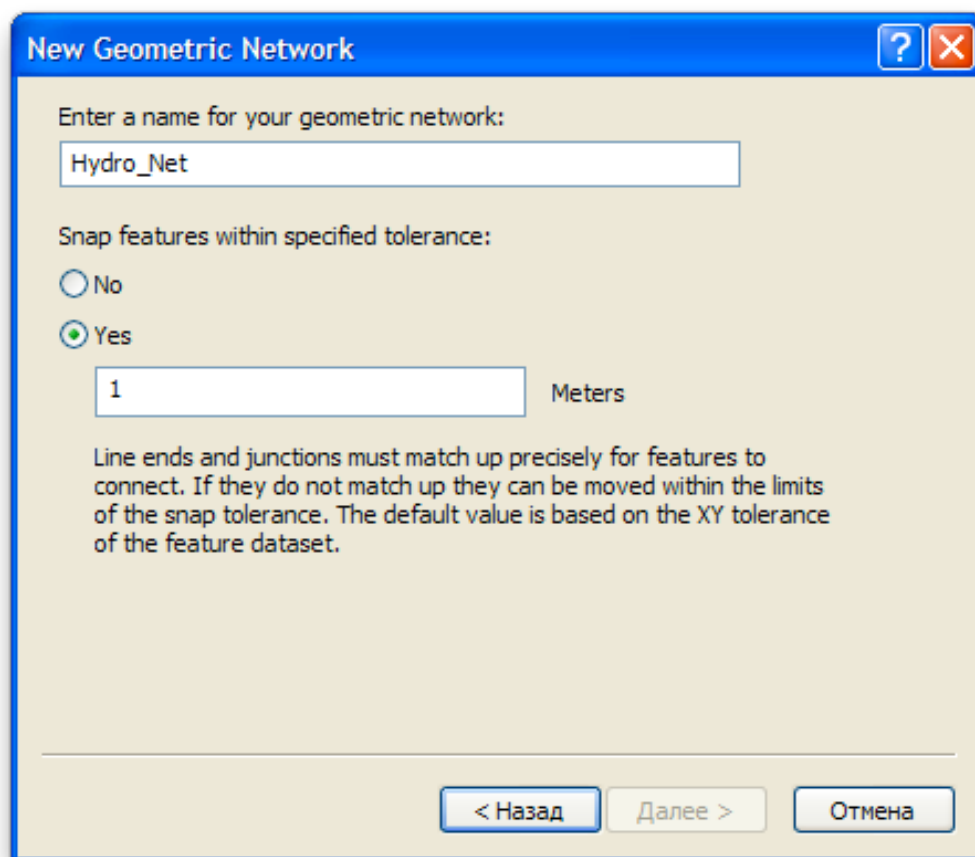 New Geometric Network
Enter a name for your geometric network:
Hydro_Net
Snap features within specified tolerance:
No
Yes
1 Meters
Line ends and junctions must match up precisely for features to
connect. If they do not match up they can be moved within the limits
of the snap tolerance. The default value is based on the XY tolerance
of the feature dataset.
< Назад Далее > Отмена